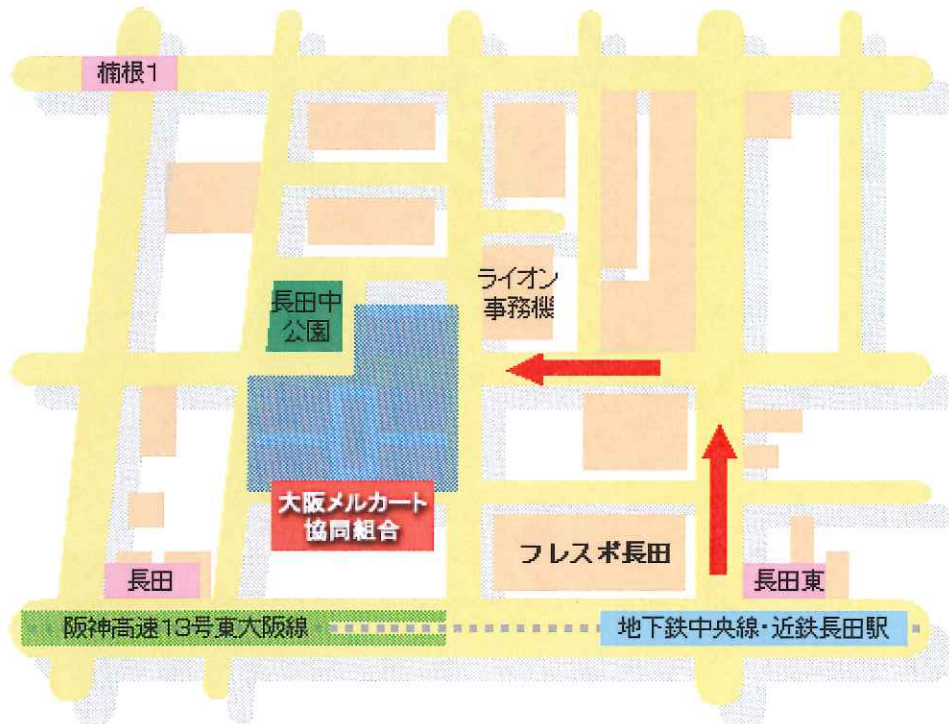 楠根1
ライオン
事務機
長田中
公園
大阪メルカート
協同組合
フレスポ長田
長田
長田東
阪神高速13号東大阪線
地下鉄中央線・近鉄長田駅